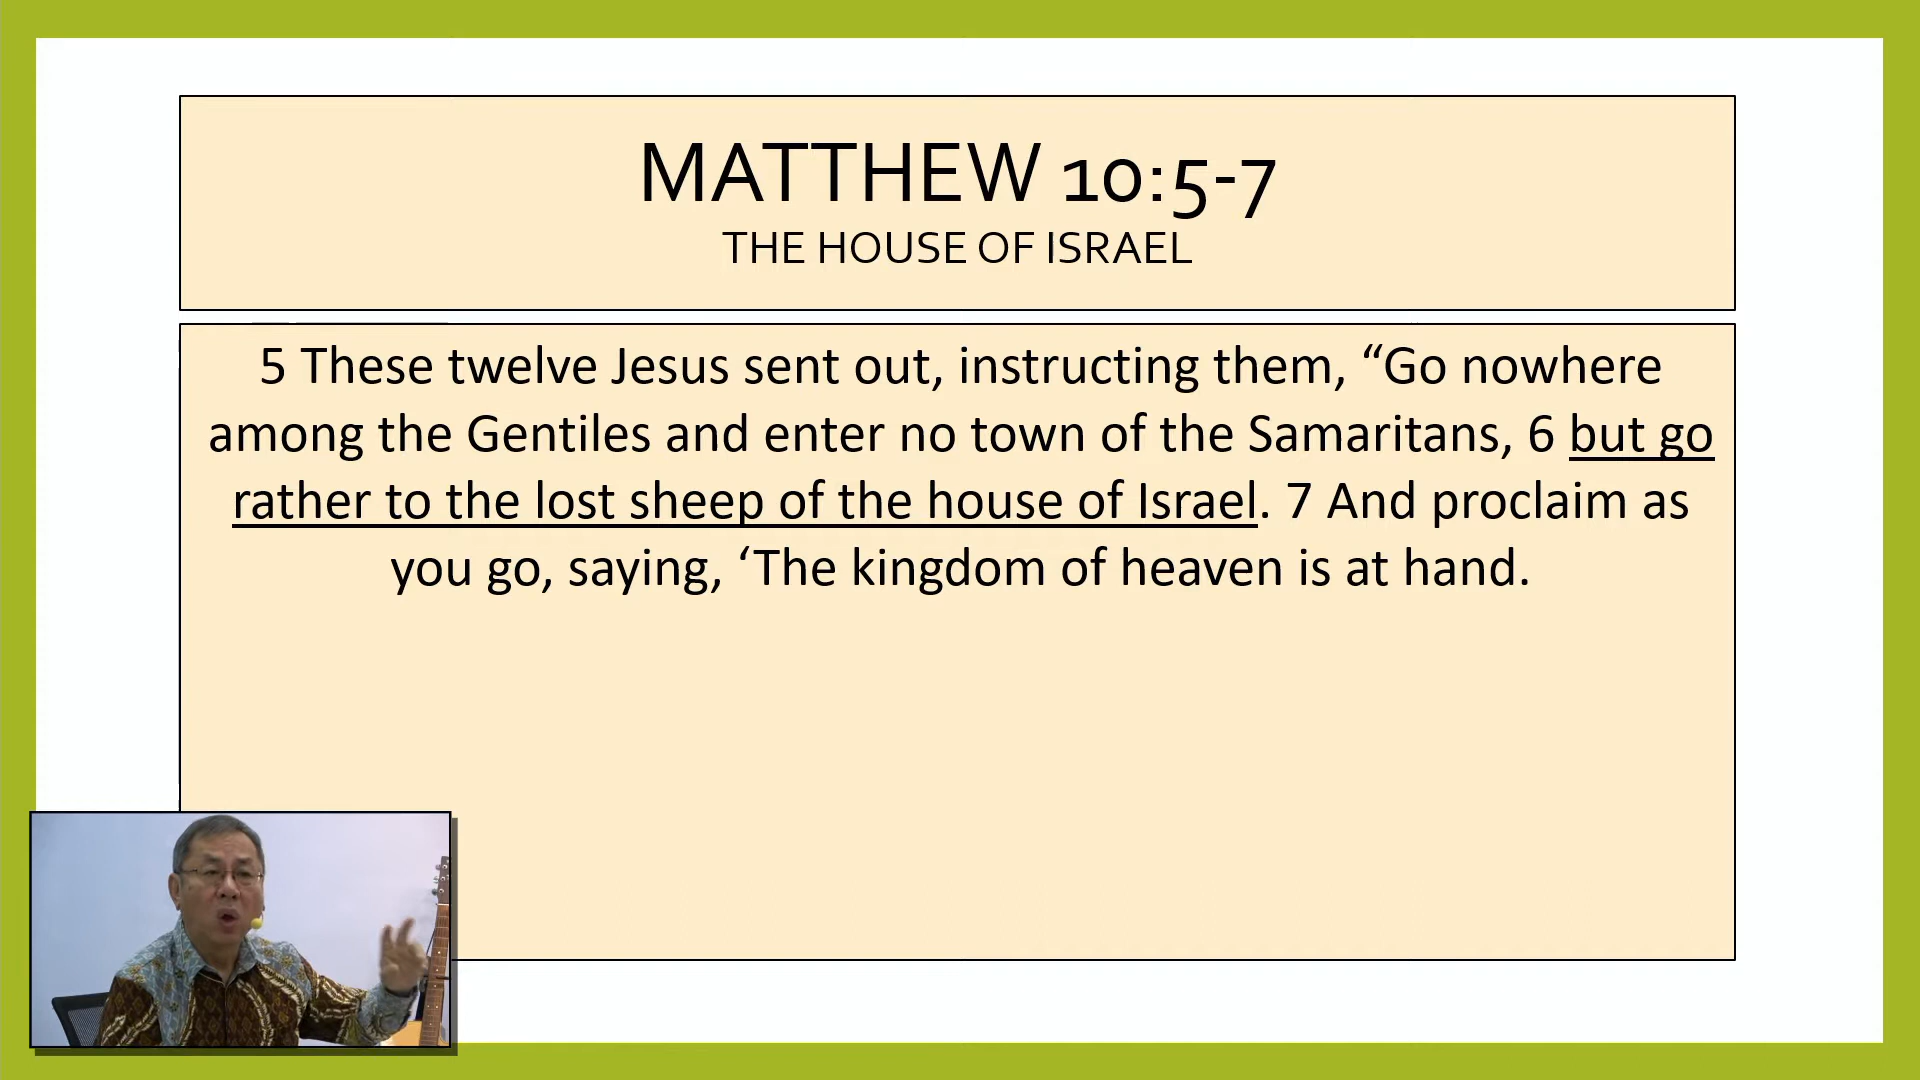 MATTHEW 10:5-7
THE HOUSE OF ISRAEL
5 These twelve Jesus sent out, instructing them, “Go nowhere
among the Gentiles and enter no town of the Samaritans, 6 but go
rather to the lost sheep of the house of Israel. 7 And proclaim as
you go, saying, ‘The kingdom of heaven is at hand.